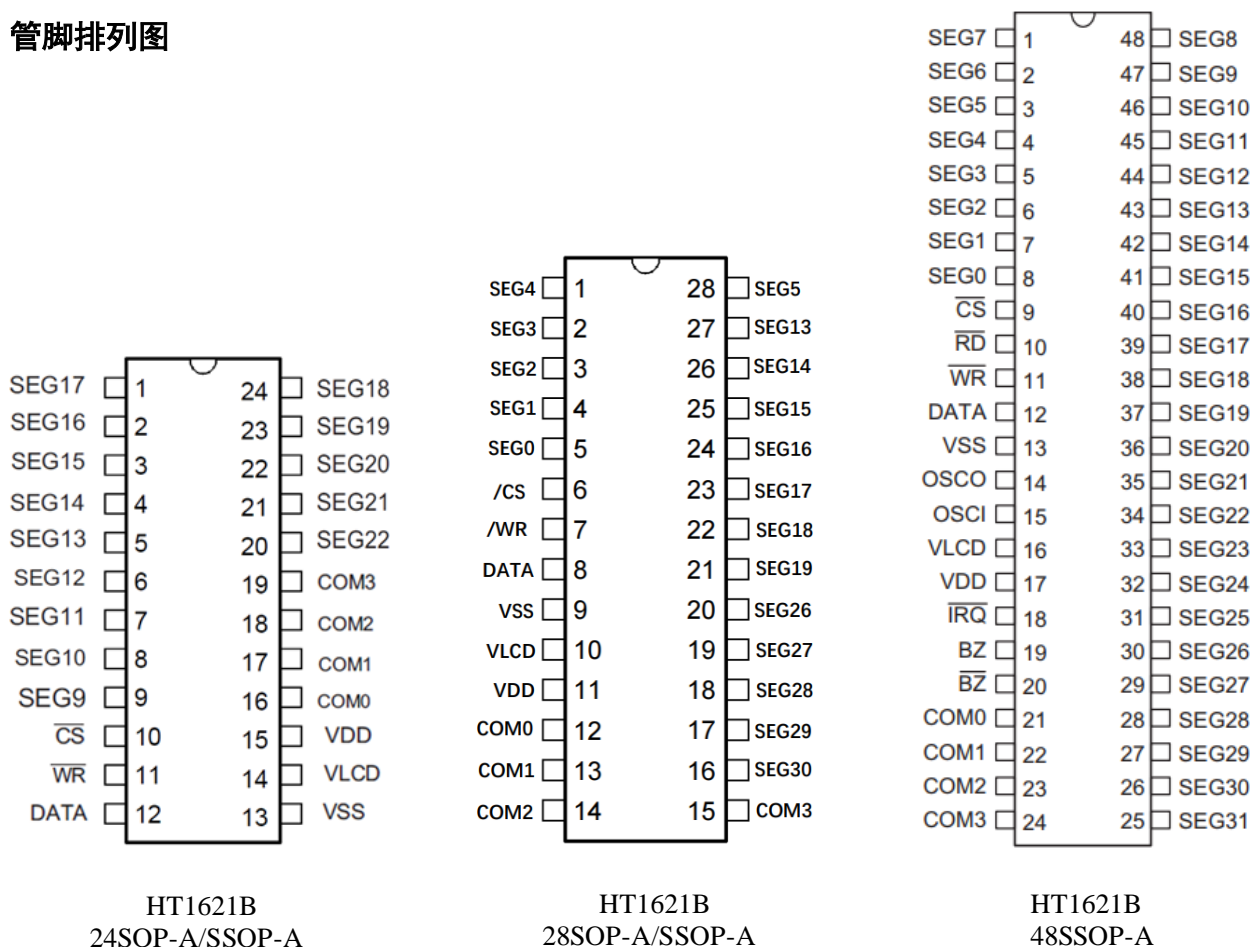 管脚排列图
SEG17 1 24 SEG18
SEG16 2 23 SEG19
SEG15 3 22 SEG20
SEG14 4 21 SEG21
SEG13 5 20 SEG22
SEG12 6 19 COM3
SEG11 7 18 COM2
SEG10 8 17 COM1
SEG9 9 16 COM0
C̅S̅ 10 15 VDD
W̅R̅ 11 14 VLCD
DATA 12 13 VSS
HT1621B
24SOP-A/SSOP-A
SEG4 1 28 SEG5
SEG3 2 27 SEG13
SEG2 3 26 SEG14
SEG1 4 25 SEG15
SEG0 5 24 SEG16
/CS 6 23 SEG17
/WR 7 22 SEG18
DATA 8 21 SEG19
VSS 9 20 SEG26
VLCD 10 19 SEG27
VDD 11 18 SEG28
COM0 12 17 SEG29
COM1 13 16 SEG30
COM2 14 15 COM3
HT1621B
28SOP-A/SSOP-A
SEG7 1 48 SEG8
SEG6 2 47 SEG9
SEG5 3 46 SEG10
SEG4 4 45 SEG11
SEG3 5 44 SEG12
SEG2 6 43 SEG13
SEG1 7 42 SEG14
SEG0 8 41 SEG15
C̅S̅ 9 40 SEG16
R̅D̅ 10 39 SEG17
W̅R̅ 11 38 SEG18
DATA 12 37 SEG19
VSS 13 36 SEG20
OSCO 14 35 SEG21
OSCI 15 34 SEG22
VLCD 16 33 SEG23
VDD 17 32 SEG24
I̅R̅Q̅ 18 31 SEG25
BZ 19 30 SEG26
B̅Z̅ 20 29 SEG27
COM0 21 28 SEG28
COM1 22 27 SEG29
COM2 23 26 SEG30
COM3 24 25 SEG31
HT1621B
48SSOP-A